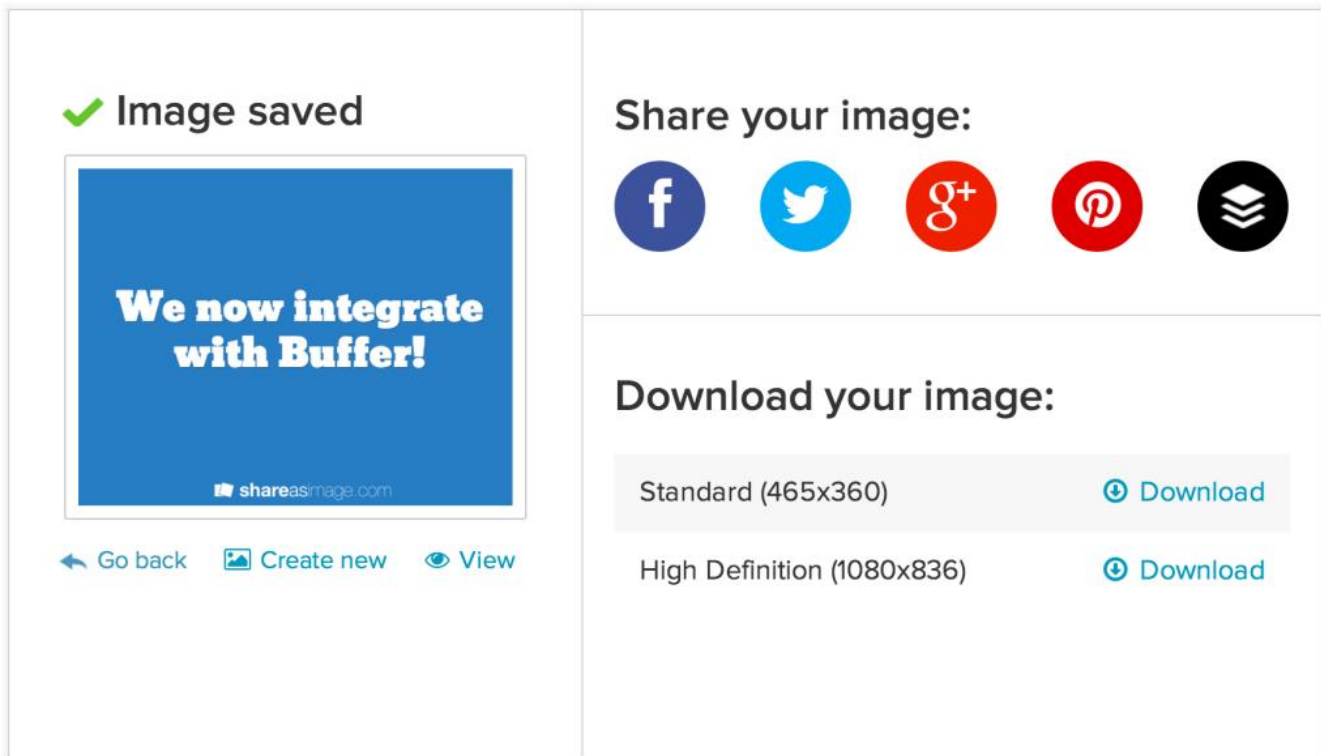 Image saved
We now integrate
with Buffer!
shareasimage.com
Go back
Create new
View
Share your image:
f
g+
Download your image:
Standard (465x360)
Download
High Definition (1080x836)
Download